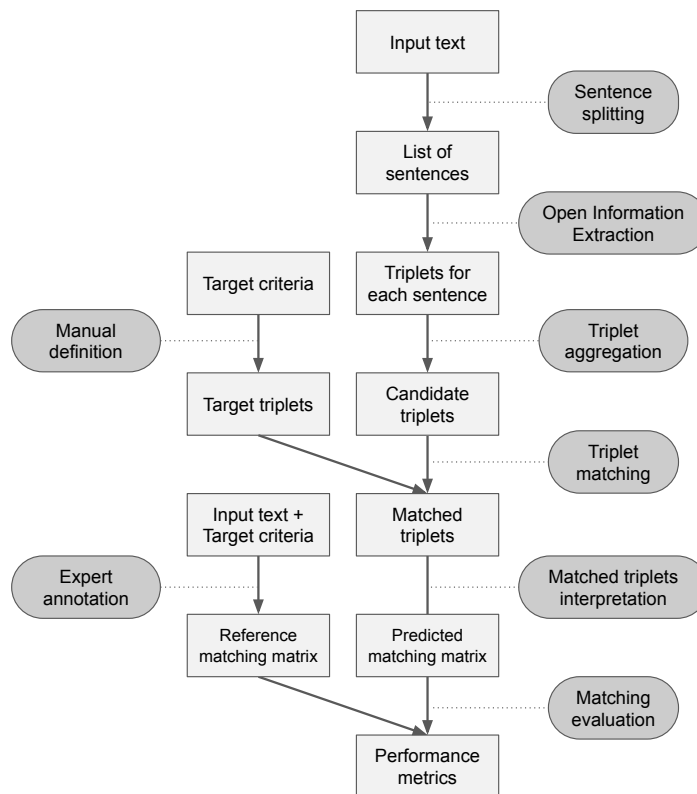 Input text
Sentence
splitting
List of
sentences
Open Information
Extraction
Target criteria
Triplets for
each sentence
Manual
definition
Triplet
aggregation
Target triplets
Candidate
triplets
Triplet
matching
Input text +
Target criteria
Matched
triplets
Expert
annotation
Matched triplets
interpretation
Reference
matching matrix
Predicted
matching matrix
Matching
evaluation
Performance
metrics